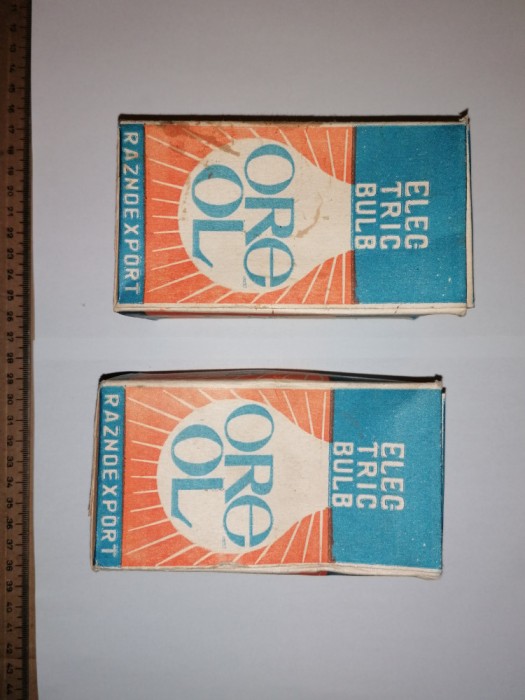 ELEC
TRIC
BULB
ORE
OL
RAZNOEXPORT
ELEC
TRIC
BULB
ORE
OL
RAZNOEXPORT